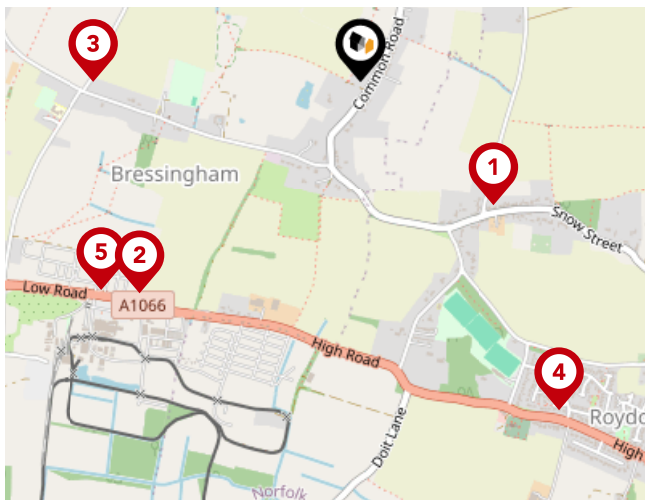 3
Common Road
1
Bressingham
Snow Street
5
2
Low Road
A1066
High Road
4
Roydo
High
Doit Lane
Norfolk